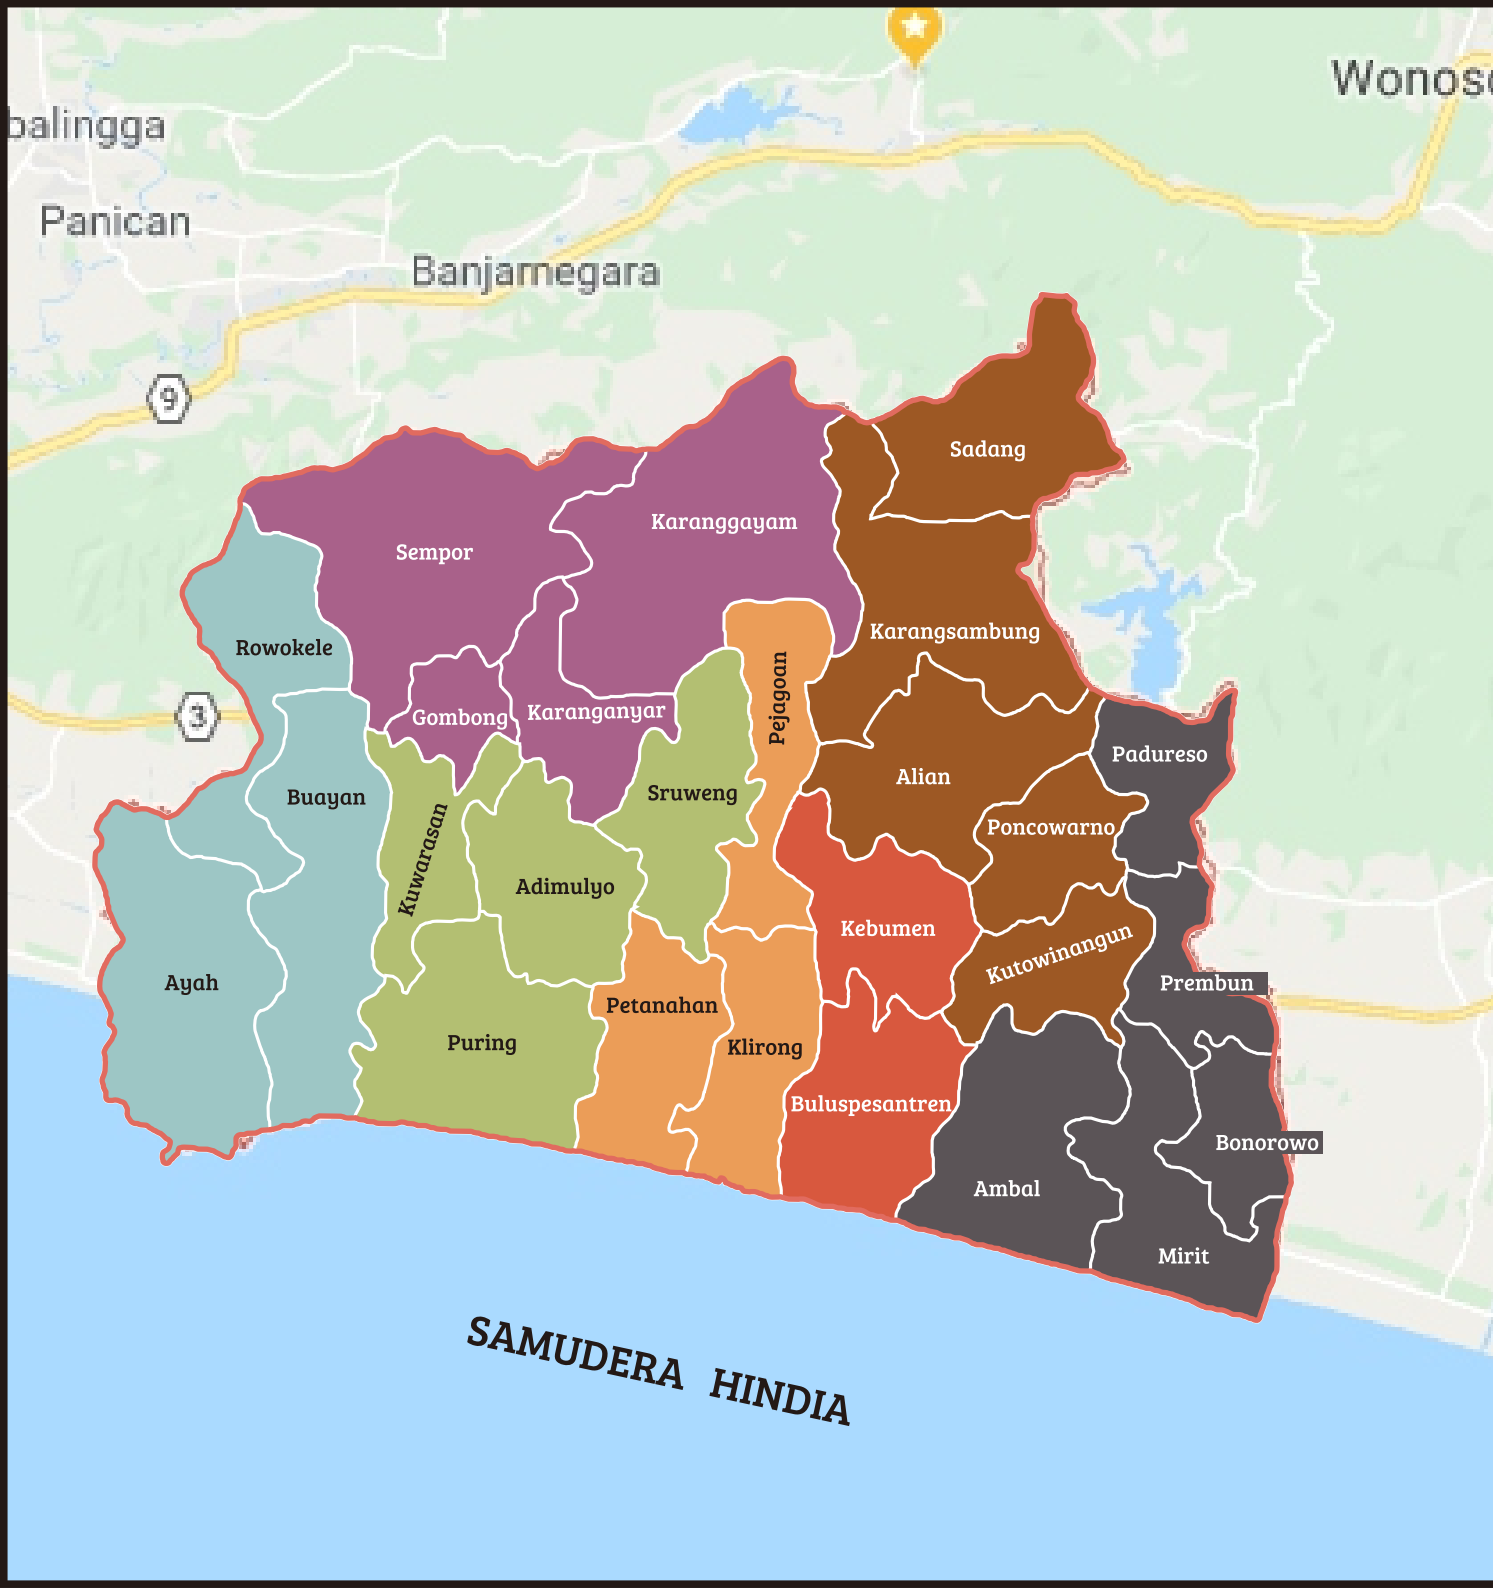 Wonoso
balingga
Panican
Banjarnegara
9
Sadang
Karanggayam
Sempor
Karangsambung
Rowokele
Pejagoan
Karanganyar
Gombong
3
Padureso
Alian
Sruweng
Buayan
Poncowarno
Kuwarasan
Adimulyo
Kebumen
Kutowinangun
Ayah
Prembun
Petanahan
Puring
Klirong
Buluspesantren
Bonorowo
Ambal
Mirit
SAMUDERA HINDIA